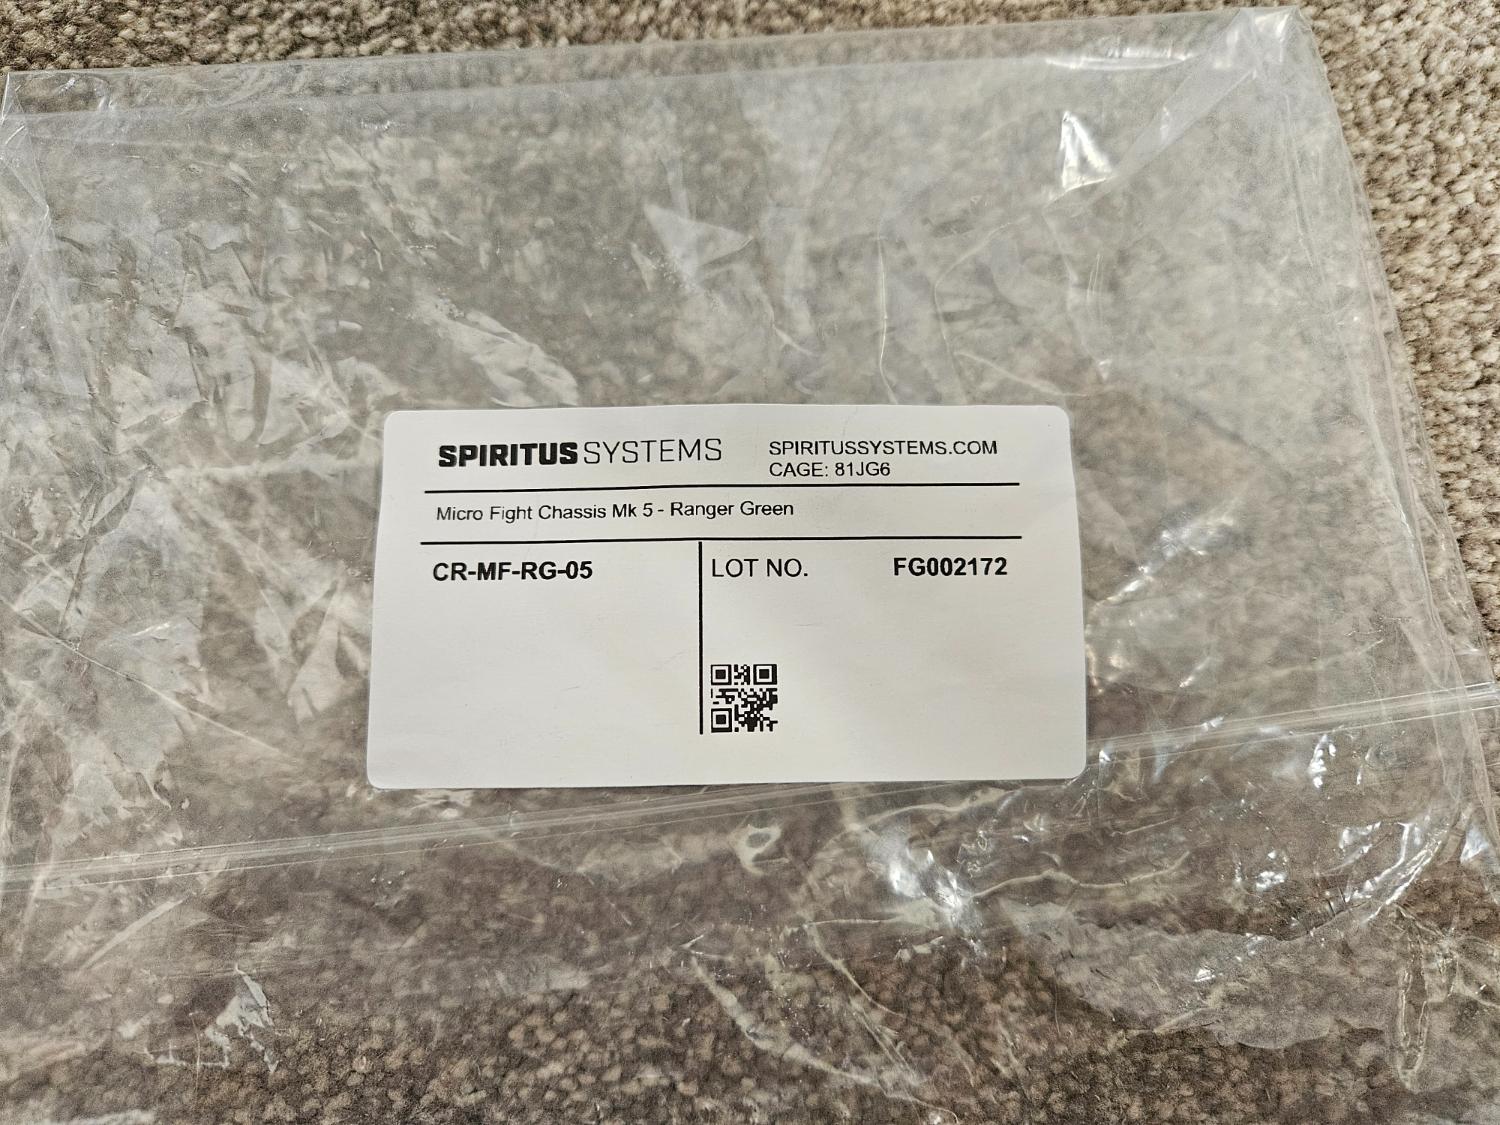 SPIRITUS SYSTEMS
SPIRITUSSYSTEMS.COM
CAGE: 81JG6
Micro Fight Chassis Mk 5 - Ranger Green
CR-MF-RG-05
LOT NO. FG002172